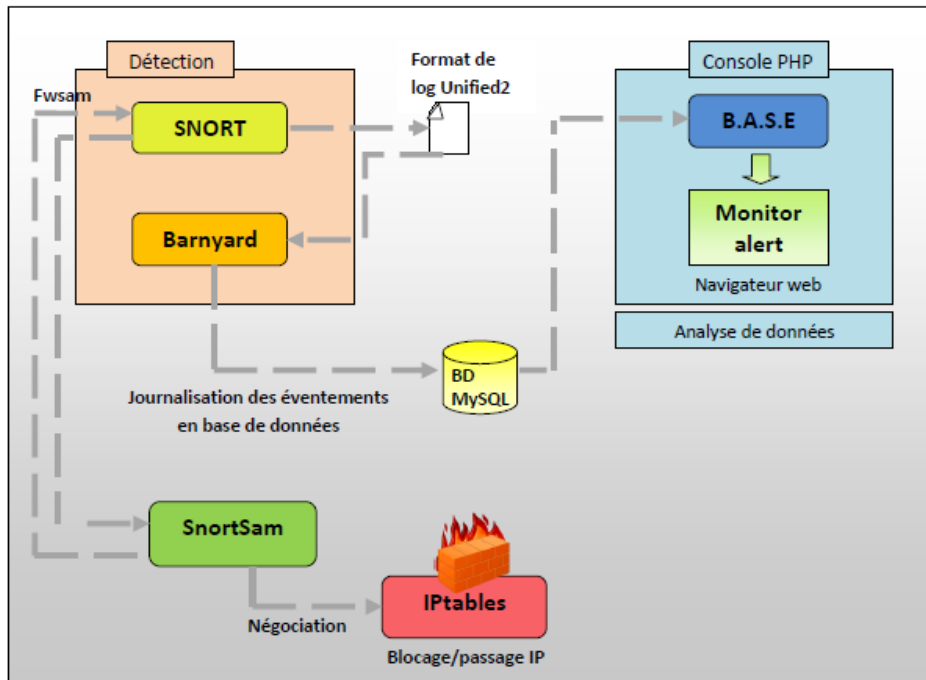 Détection
Format de
log Unified2
Console PHP
Fwsam
SNORT
B.A.S.E
Barnyard
Monitor
alert
Navigateur web
Analyse de données
BD
MySQL
Journalisation des éventements
en base de données
SnortSam
IPtables
Négociation
Blocage/passage IP